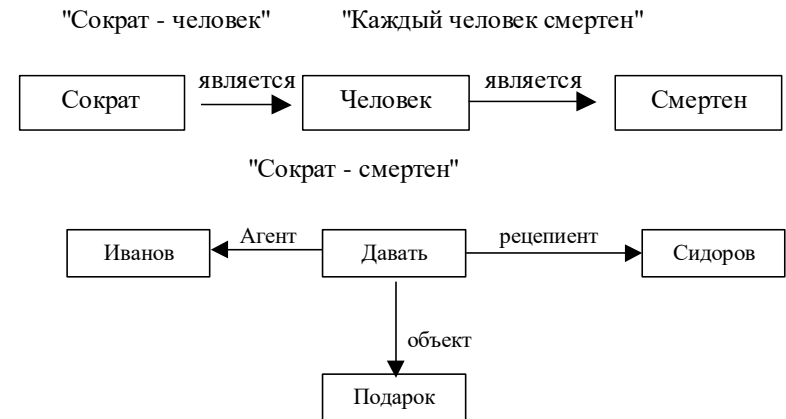 "Сократ - человек" "Каждый человек смертен"
является является
Сократ Человек Смертен
"Сократ - смертен"
Агент рецепиент
Иванов Давать Сидоров
объект
Подарок